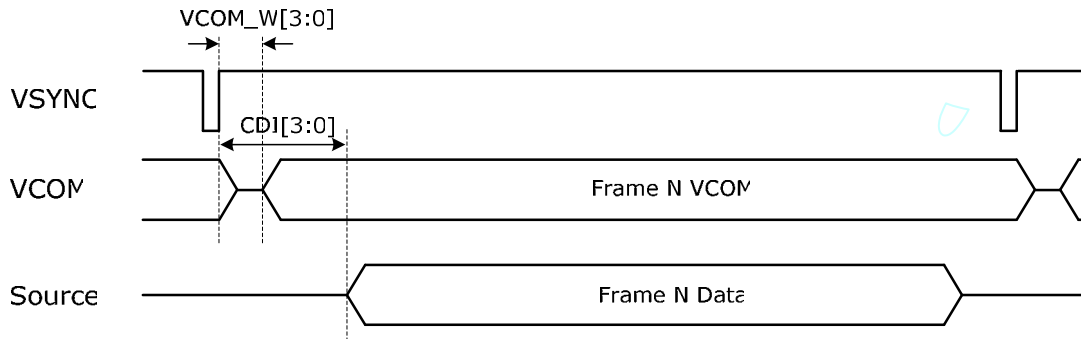 VCOM_W[3:0]
VSYNC
CDI[3:0]
VCOM
Frame N VCOM
Source
Frame N Data